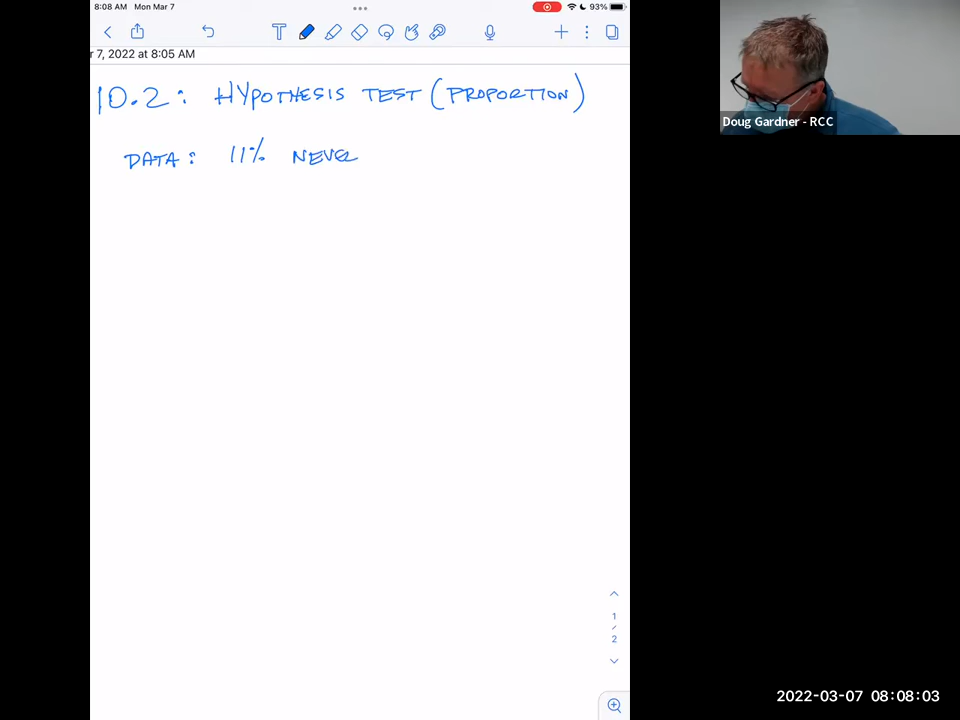 8:08 AM Mon Mar 7
93%
r 7, 2022 at 8:05 AM
10.2: HYPOTHESIS TEST (PROPORTION)
DATA: 11% NEVER
Doug Gardner - RCC
1
/
2
2022-03-07 08:08:03